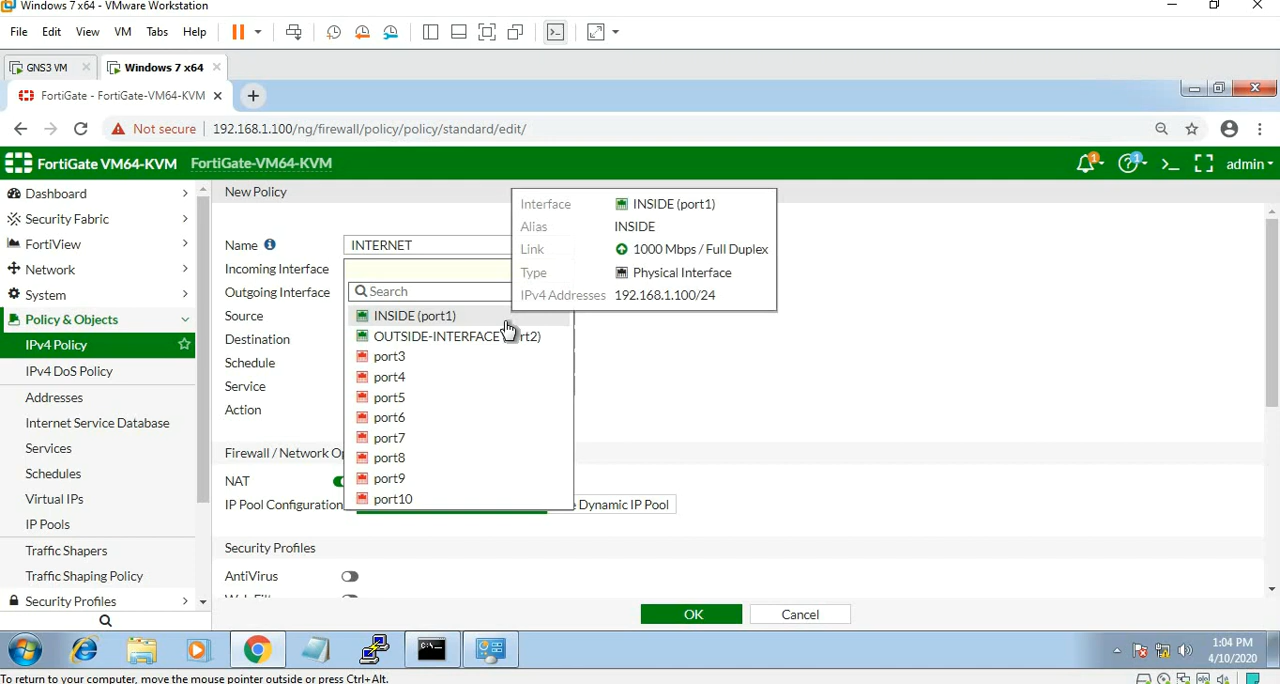 Windows 7 x64 - VMware Workstation
File Edit View VM Tabs Help
GNS3 VM Windows 7 x64
FortiGate - FortiGate-VM64-KVM
Not secure 192.168.1.100/ng/firewall/policy/policy/standard/edit/
FortiGate VM64-KVM FortiGate-VM64-KVM 1 1 admin
Dashboard
Security Fabric
FortiView
Network
System
Policy & Objects
IPv4 Policy
IPv4 DoS Policy
Addresses
Internet Service Database
Services
Schedules
Virtual IPs
IP Pools
Traffic Shapers
Traffic Shaping Policy
Security Profiles
New Policy
Name INTERNET
Incoming Interface
Outgoing Interface
Source
Destination
Schedule
Service
Action
Search
INSIDE (port1)
OUTSIDE-INTERFACE rt2)
port3
port4
port5
port6
port7
port8
port9
port10
Interface INSIDE (port1)
Alias INSIDE
Link 1000 Mbps / Full Duplex
Type Physical Interface
IPv4 Addresses 192.168.1.100/24
Firewall / Network Op
NAT
IP Pool Configuration Dynamic IP Pool
Security Profiles
AntiVirus
OK Cancel
1:04 PM
4/10/2020
To return to your computer, move the mouse pointer outside or press Ctrl+Alt.